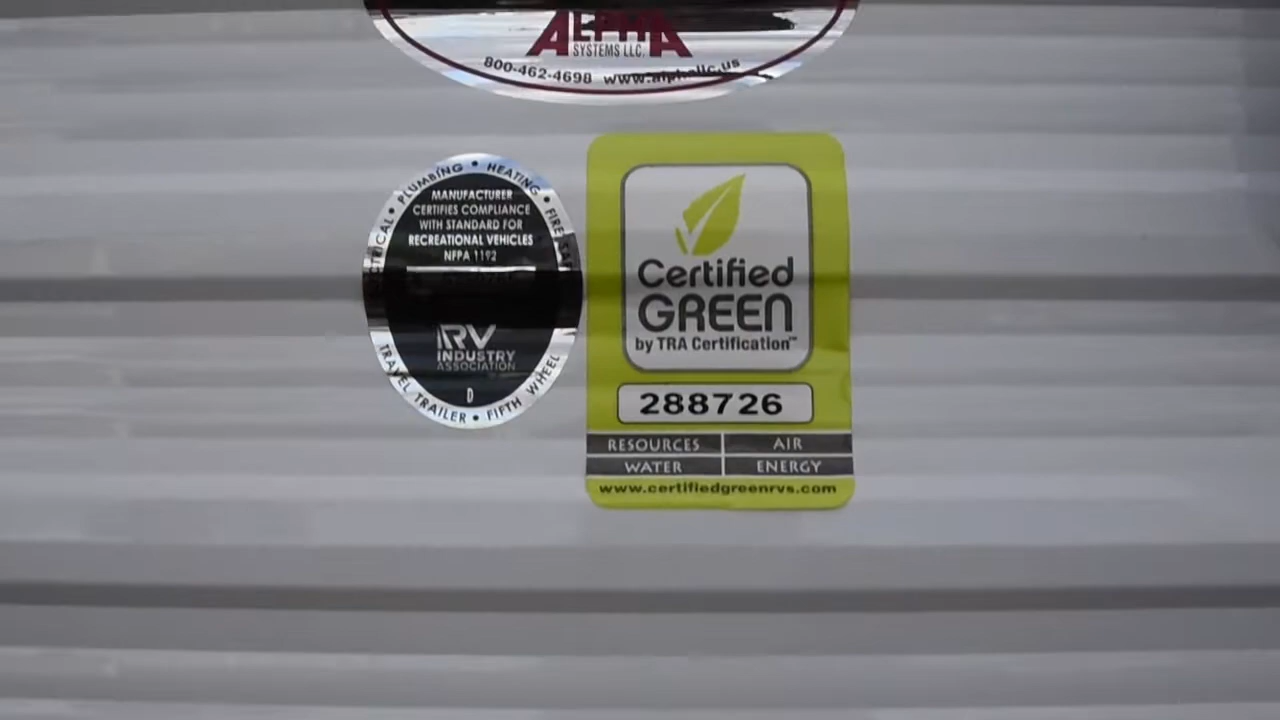 ALPHA
SYSTEMS LLC.
800-462-4698 www.alphallc.us
PLUMBING • HEATING • FIRE
MANUFACTURER
CERTIFIES COMPLIANCE
WITH STANDARD FOR
RECREATIONAL VEHICLES
NFPA 1192
RV
INDUSTRY
ASSOCIATION
D
TRAVEL TRAILER • FIFTH WHEEL
Certified
GREEN
by TRA Certification™
288726
RESOURCES AIR
WATER ENERGY
www.certifiedgreenrvs.com